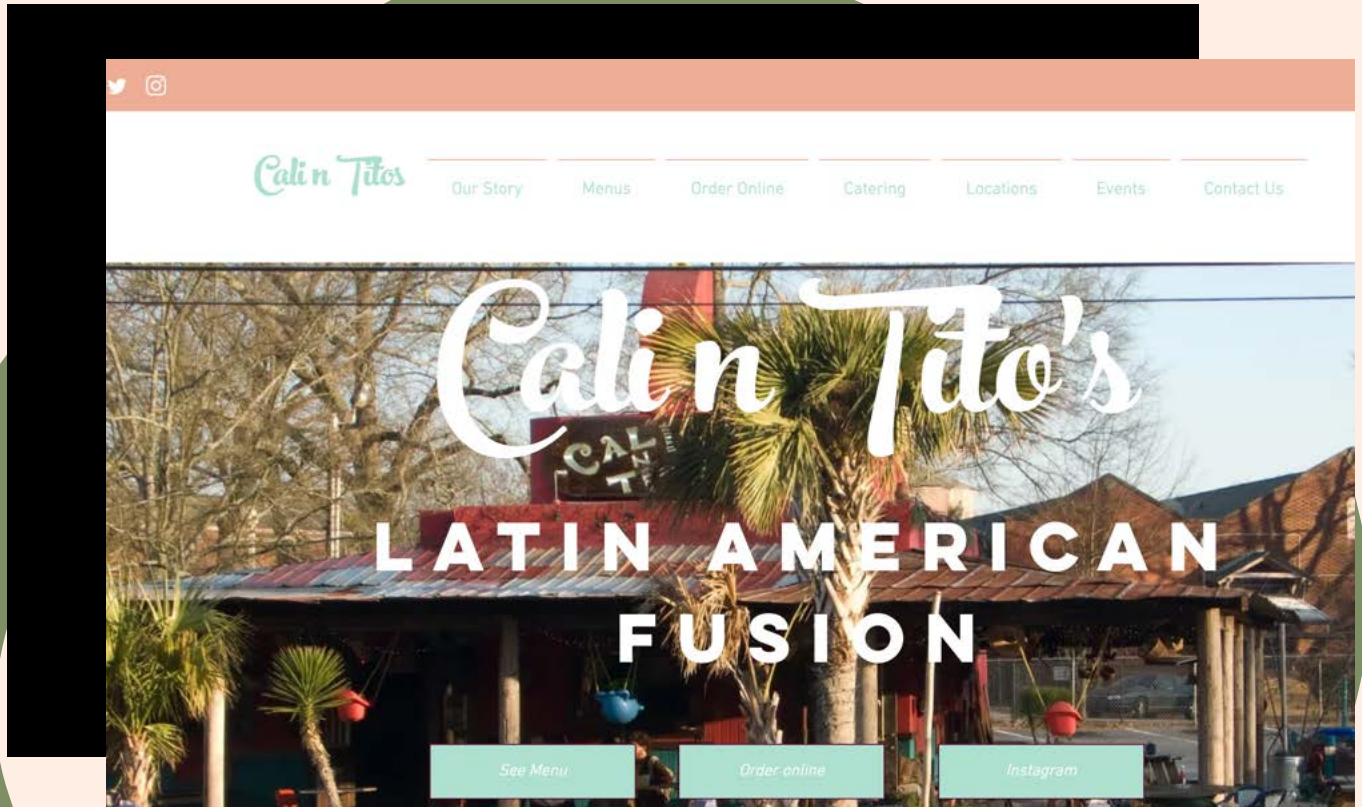 Cali n Titos
Our Story Menus Order Online Catering Locations Events Contact Us
Cali n Tito's
CAL
N
LATIN AMERICAN
FUSION
See Menu Order online Instagram